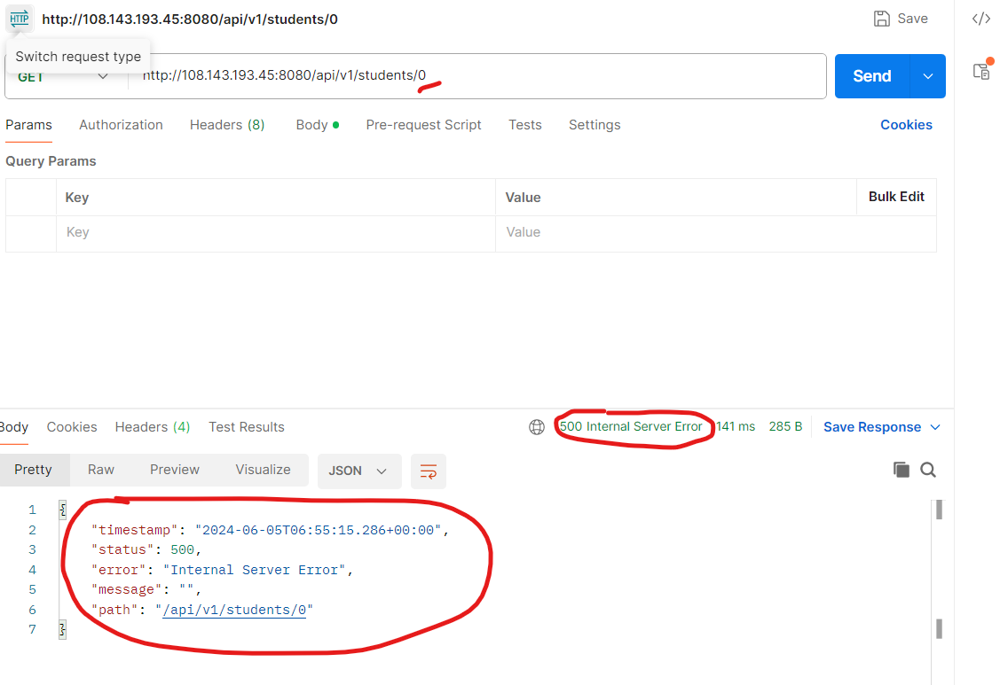 HTTP http://108.143.193.45:8080/api/v1/students/0 Save
Switch request type
GET http://108.143.193.45:8080/api/v1/students/0 Send
Params Authorization Headers (8) Body Pre-request Script Tests Settings Cookies
Query Params
Key Value Bulk Edit
Key Value
Body Cookies Headers (4) Test Results 500 Internal Server Error 141 ms 285 B Save Response
Pretty Raw Preview Visualize JSON
1 {
2 "timestamp": "2024-06-05T06:55:15.286+00:00",
3 "status": 500,
4 "error": "Internal Server Error",
5 "message": "",
6 "path": "/api/v1/students/0"
7 }